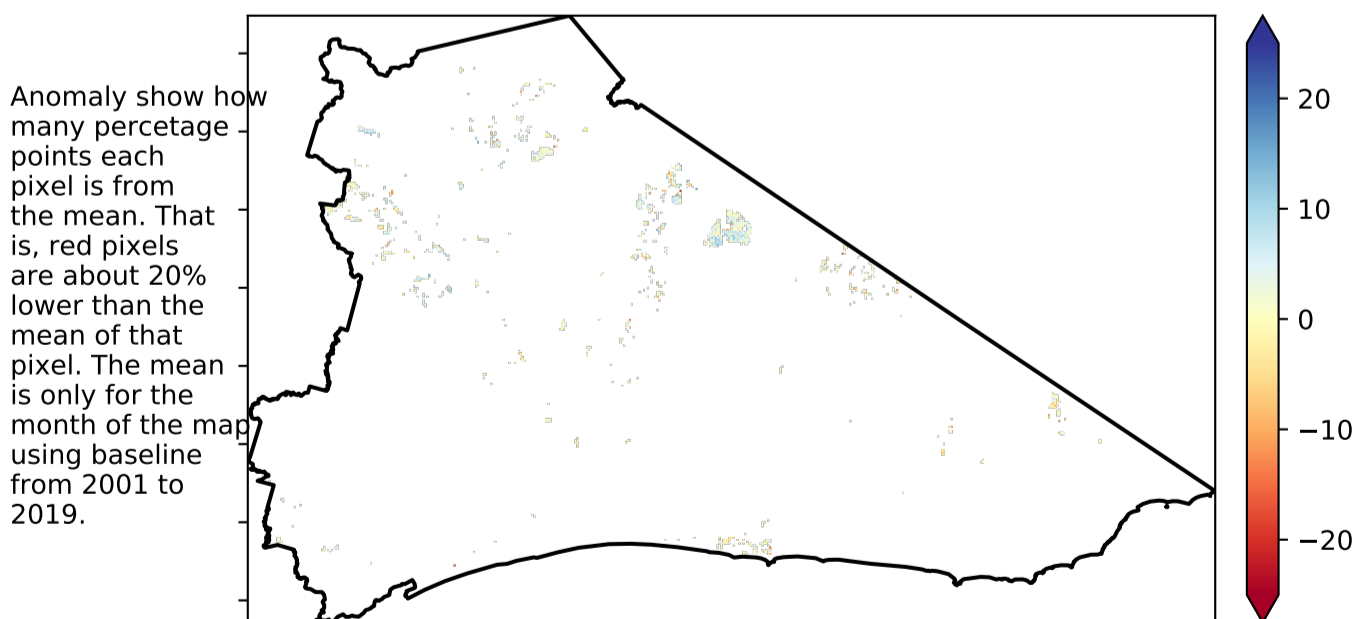 Anomaly show how
many percetage
points each
pixel is from
the mean. That
is, red pixels
are about 20%
lower than the
mean of that
pixel. The mean
is only for the
month of the map
using baseline
from 2001 to
2019.
20
10
0
−10
−20